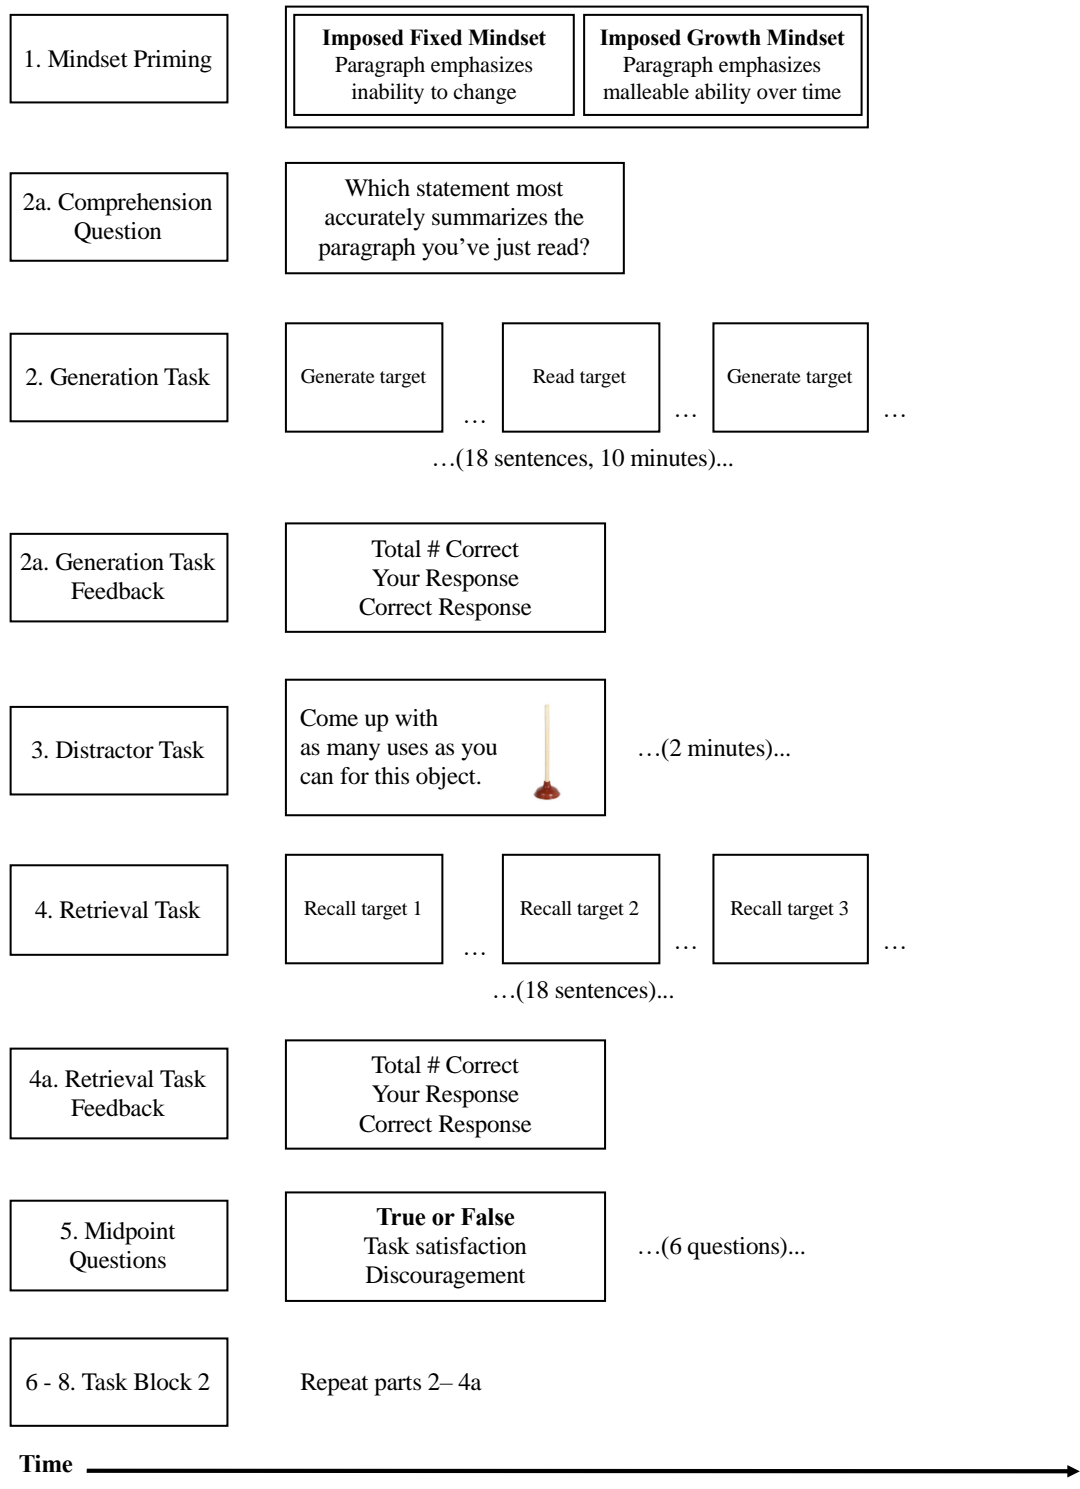 1. Mindset Priming
Imposed Fixed Mindset
Paragraph emphasizes
inability to change
Imposed Growth Mindset
Paragraph emphasizes
malleable ability over time
2a. Comprehension
Question
Which statement most
accurately summarizes the
paragraph you’ve just read?
2. Generation Task
Generate target
…
Read target
…
Generate target
…
…(18 sentences, 10 minutes)...
2a. Generation Task
Feedback
Total # Correct
Your Response
Correct Response
3. Distractor Task
Come up with
as many uses as you
can for this object.
…(2 minutes)...
4. Retrieval Task
Recall target 1
…
Recall target 2
…
Recall target 3
…
…(18 sentences)...
4a. Retrieval Task
Feedback
Total # Correct
Your Response
Correct Response
5. Midpoint
Questions
True or False
Task satisfaction
Discouragement
…(6 questions)...
6 - 8. Task Block 2
Repeat parts 2– 4a
Time